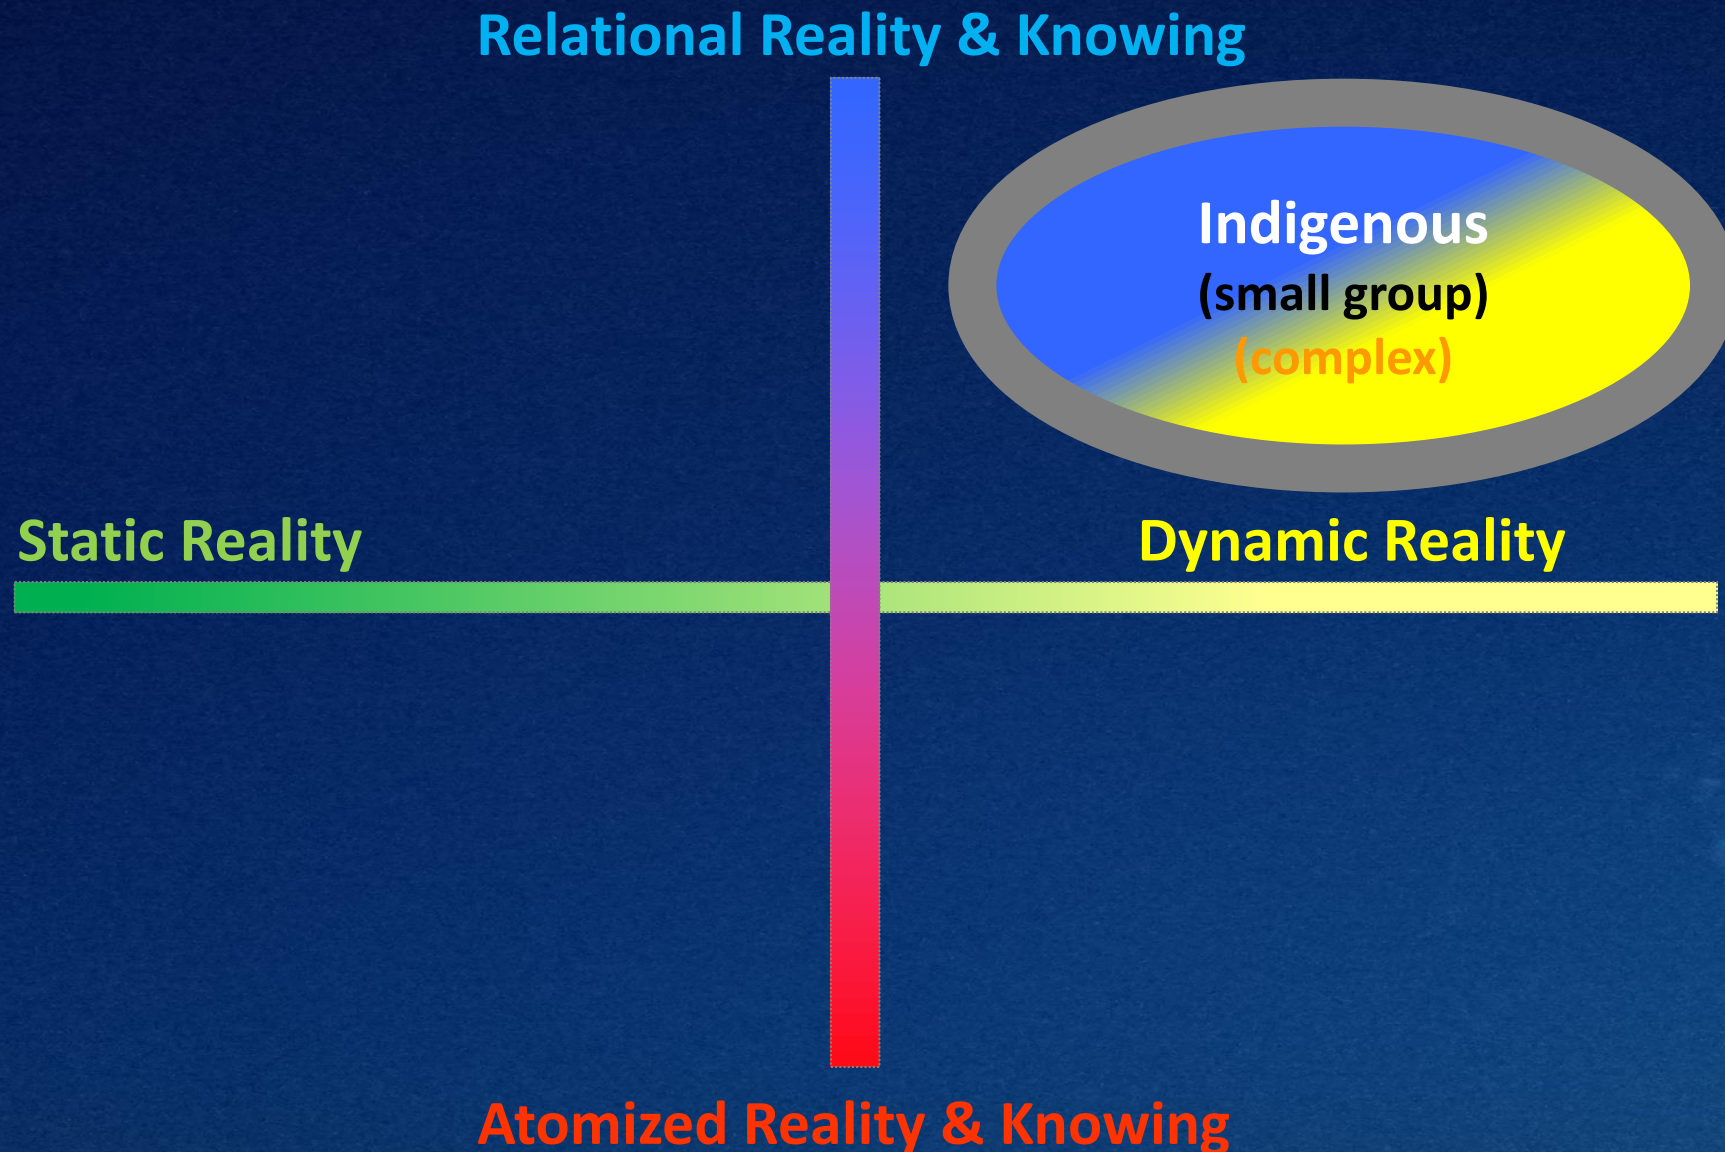 Relational Reality & Knowing
Indigenous
(small group)
(complex)
Static Reality
Dynamic Reality
Atomized Reality & Knowing